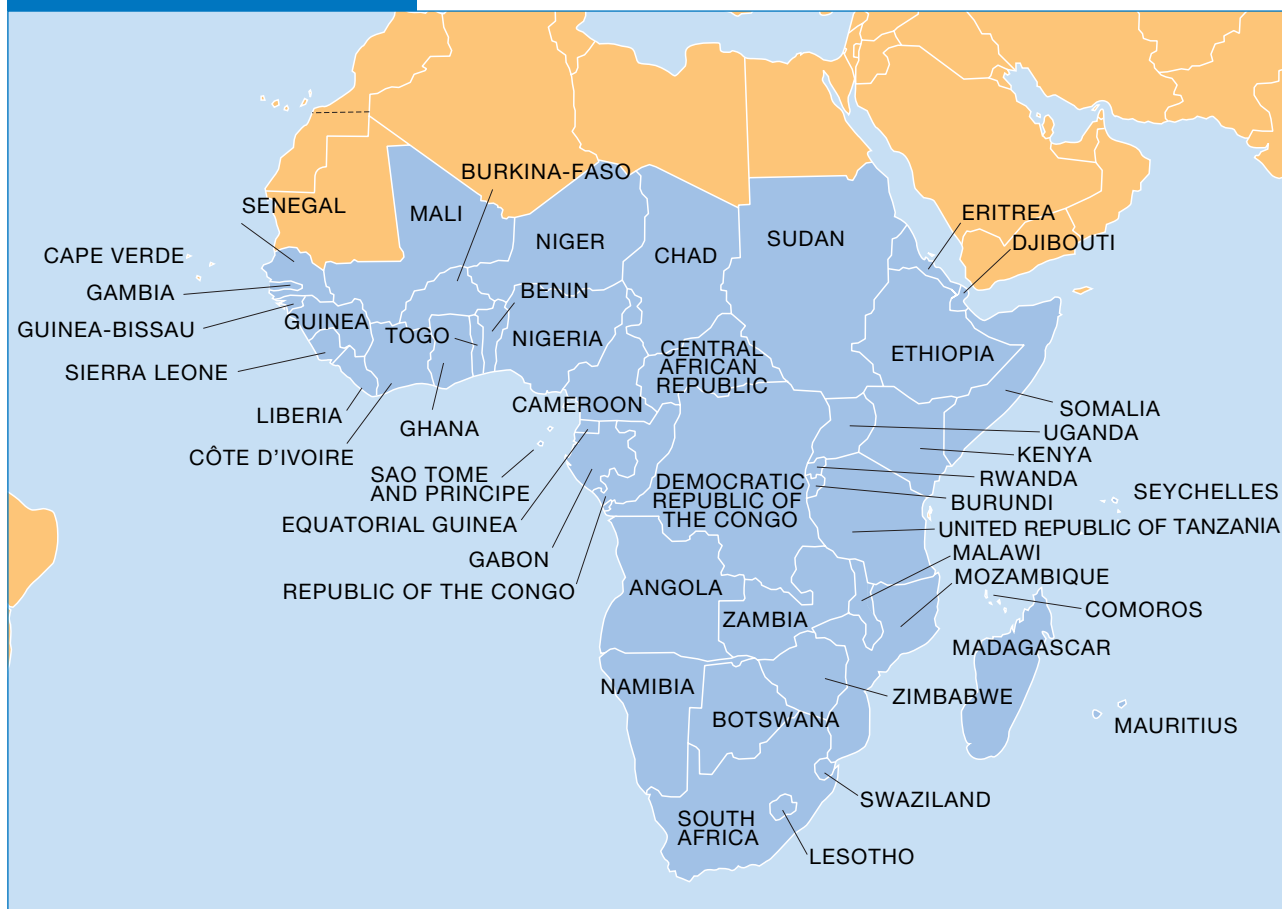 BURKINA-FASO
SENEGAL
MALI
ERITREA
NIGER
SUDAN
DJIBOUTI
CAPE VERDE
CHAD
GAMBIA
BENIN
GUINEA-BISSAU
GUINEA
TOGO
NIGERIA
CENTRAL
AFRICAN
REPUBLIC
ETHIOPIA
SIERRA LEONE
CAMEROON
SOMALIA
LIBERIA
GHANA
UGANDA
CÔTE D'IVOIRE
KENYA
SAO TOME
AND PRINCIPE
RWANDA
DEMOCRATIC
REPUBLIC OF
THE CONGO
BURUNDI
SEYCHELLES
EQUATORIAL GUINEA
UNITED REPUBLIC OF TANZANIA
GABON
MALAWI
REPUBLIC OF THE CONGO
ANGOLA
MOZAMBIQUE
COMOROS
ZAMBIA
MADAGASCAR
NAMIBIA
ZIMBABWE
BOTSWANA
MAURITIUS
SWAZILAND
SOUTH
AFRICA
LESOTHO